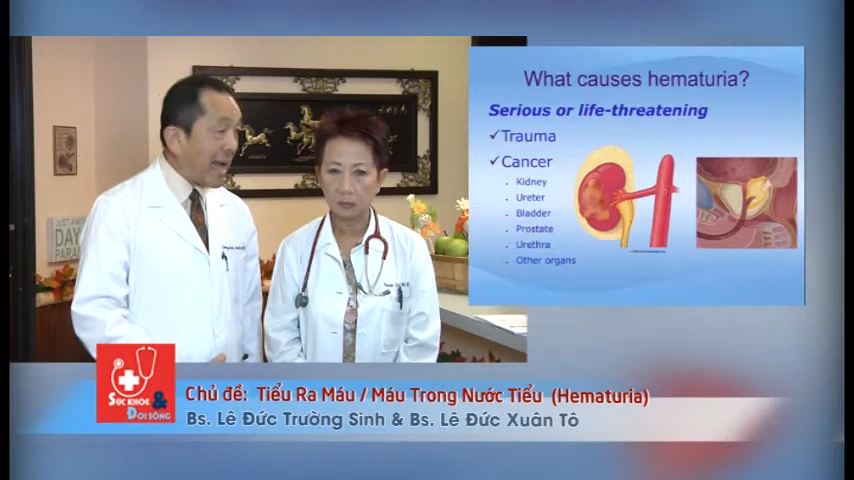 What causes hematuria?
Serious or life-threatening
✓Trauma
✓Cancer
Kidney
Ureter
Bladder
Prostate
Urethra
Other organs
SỨC KHỎE
& ĐỜI SỐNG
Chủ đề: Tiểu Ra Máu / Máu Trong Nước Tiểu (Hematuria)
Bs. Lê Đức Trường Sinh & Bs. Lê Đức Xuân Tô